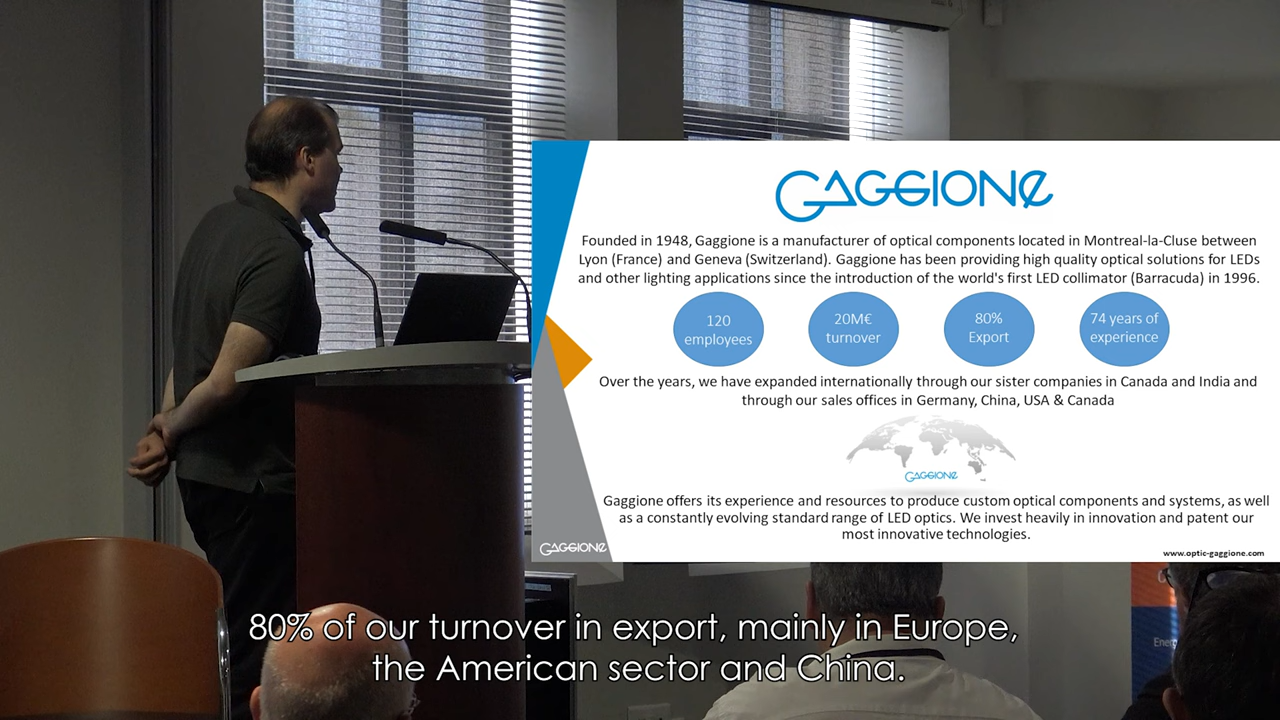 GAGGIONE
Founded in 1948, Gaggione is a manufacturer of optical components located in Montreal-la-Cluse between
Lyon (France) and Geneva (Switzerland). Gaggione has been providing high quality optical solutions for LEDs
and other lighting applications since the introduction of the world's first LED collimator (Barracuda) in 1996.
120
employees
20M€
turnover
80%
Export
74 years of
experience
Over the years, we have expanded internationally through our sister companies in Canada and India and
through our sales offices in Germany, China, USA & Canada
GAGGIONE
Gaggione offers its experience and resources to produce custom optical components and systems, as well
as a constantly evolving standard range of LED optics. We invest heavily in innovation and patent our
most innovative technologies.
GAGGIONE
www.optic-gaggione.com
80% of our turnover in export, mainly in Europe,
the American sector and China.